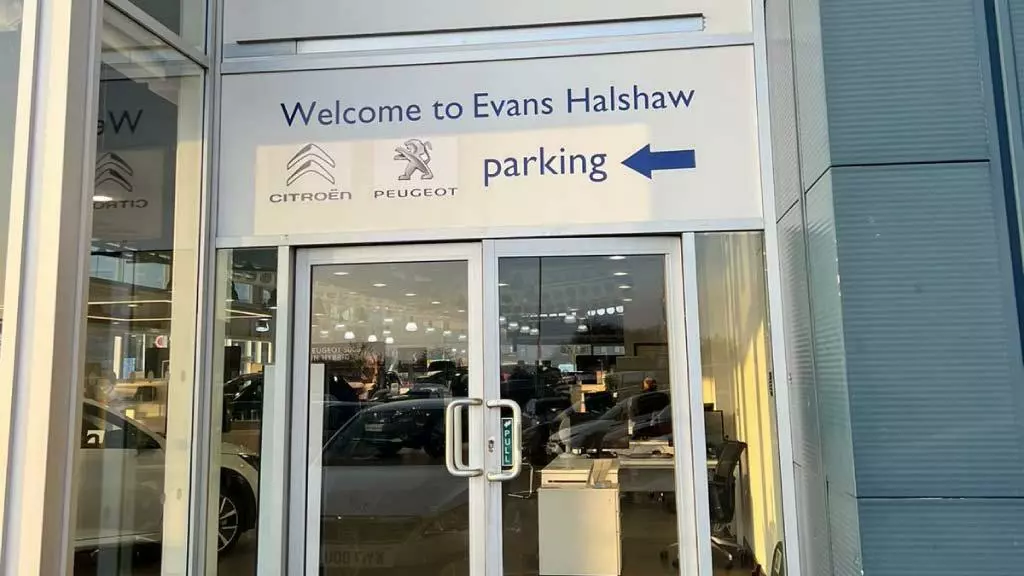 Welcome to Evans Halshaw
CITROËN PEUGEOT parking
PULL